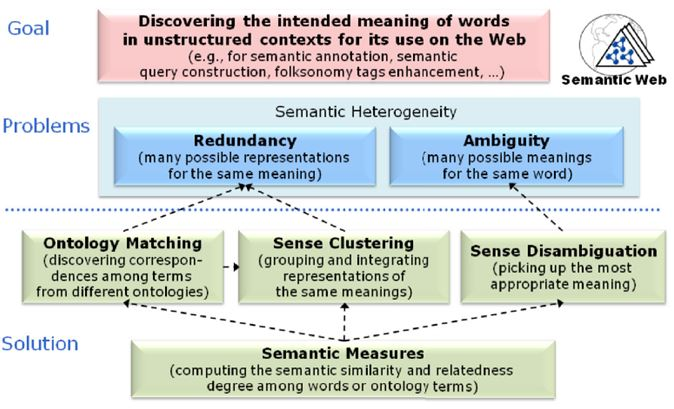 Goal
Discovering the intended meaning of words
in unstructured contexts for its use on the Web
(e.g., for semantic annotation, semantic
query construction, folksonomy tags enhancement, ...)
Semantic Web
Problems
Semantic Heterogeneity
Redundancy
(many possible representations
for the same meaning)
Ambiguity
(many possible meanings
for the same word)
Ontology Matching
(discovering correspon-
dences among terms
from different ontologies)
Sense Clustering
(grouping and integrating
representations of
the same meanings)
Sense Disambiguation
(picking up the most
appropriate meaning)
Solution
Semantic Measures
(computing the semantic similarity and relatedness
degree among words or ontology terms)